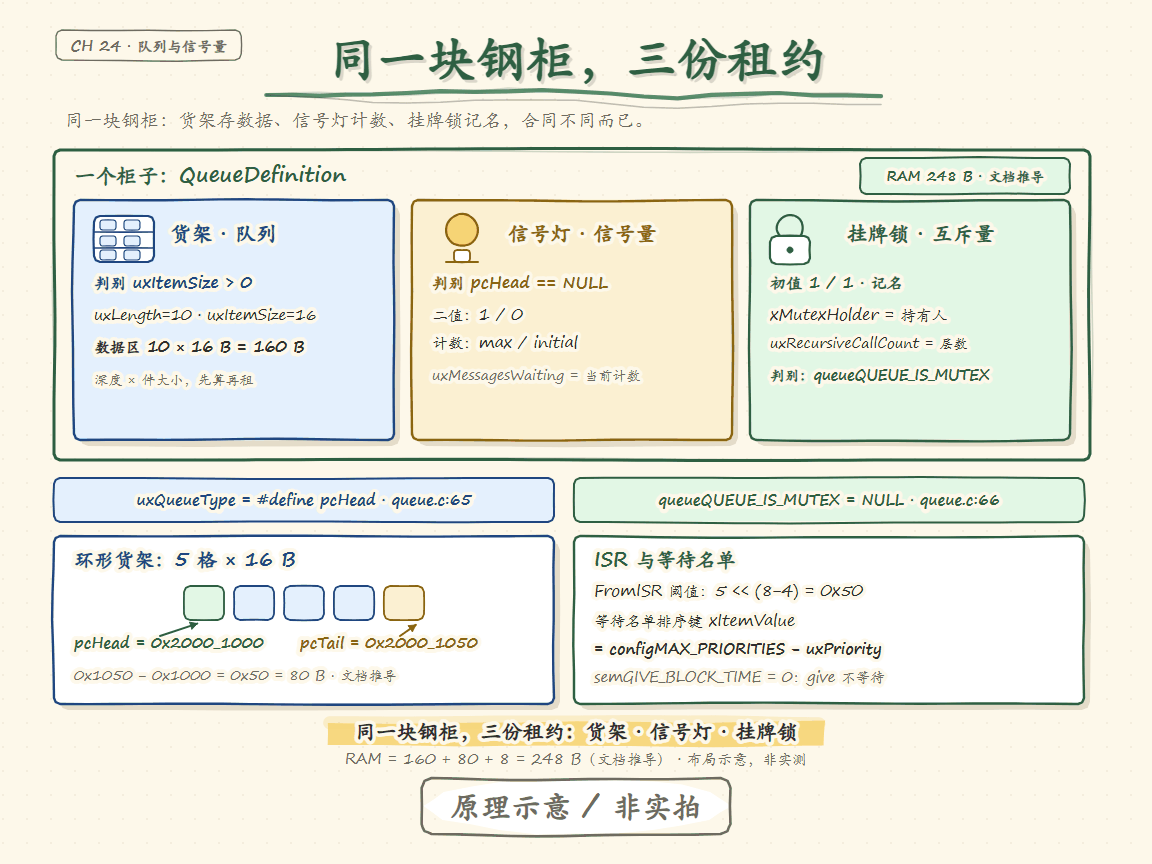 CH 24 · 队列与信号量
同一块钢柜，三份租约
同一块钢柜：货架存数据、信号灯计数、挂牌锁记名，合同不同而已。
一个柜子：QueueDefinition
RAM 248 B · 文档推导
货架 · 队列
判别 uxItemSize > 0
uxLength=10 · uxItemSize=16
数据区 10 × 16 B = 160 B
深度 × 件大小，先算再租
信号灯 · 信号量
判别 pcHead == NULL
二值：1 / 0
计数：max / initial
uxMessagesWaiting = 当前计数
挂牌锁 · 互斥量
初值 1 / 1 · 记名
xMutexHolder = 持有人
uxRecursiveCallCount = 层数
判别：queueQUEUE_IS_MUTEX
uxQueueType = #define pcHead · queue.c:65
queueQUEUE_IS_MUTEX = NULL · queue.c:66
环形货架：5 格 × 16 B
pcHead = 0x2000_1000
pcTail = 0x2000_1050
0x1050 − 0x1000 = 0x50 = 80 B · 文档推导
ISR 与等待名单
FromISR 阈值：5 << (8−4) = 0x50
等待名单排序键 xItemValue
= configMAX_PRIORITIES − uxPriority
semGIVE_BLOCK_TIME = 0：give 不等待
同一块钢柜，三份租约：货架 · 信号灯 · 挂牌锁
RAM = 160 + 80 + 8 = 248 B（文档推导） · 布局示意，非实测
原理示意 / 非实拍